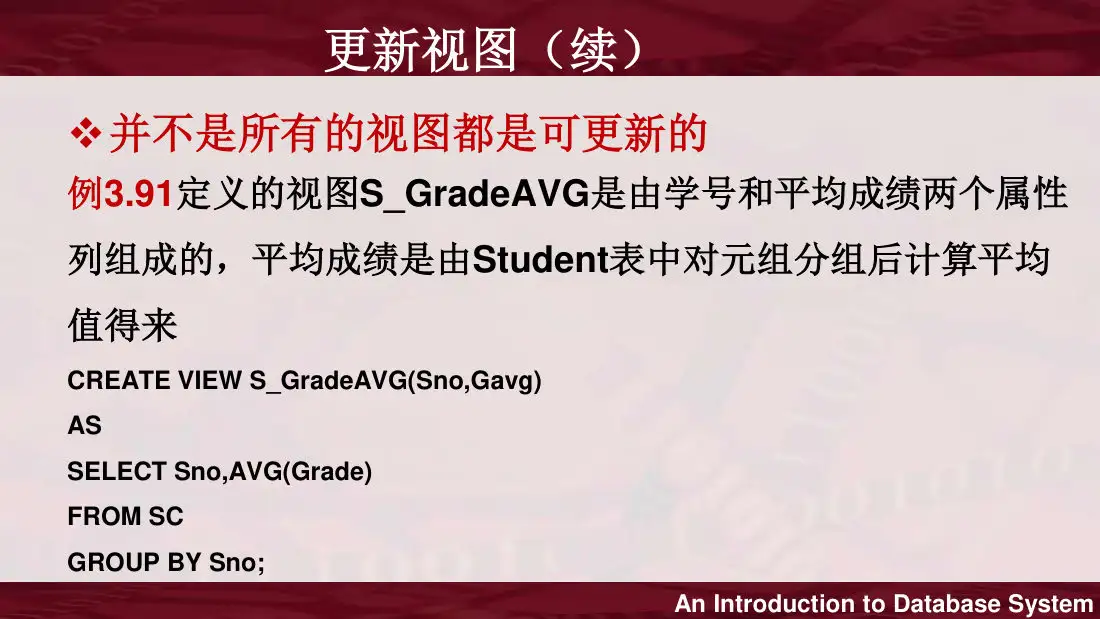 更新视图（续）
❖并不是所有的视图都是可更新的
例3.91定义的视图S_GradeAVG是由学号和平均成绩两个属性
列组成的，平均成绩是由Student表中对元组分组后计算平均
值得来
CREATE VIEW S_GradeAVG(Sno,Gavg)
AS
SELECT Sno,AVG(Grade)
FROM SC
GROUP BY Sno;
An Introduction to Database System